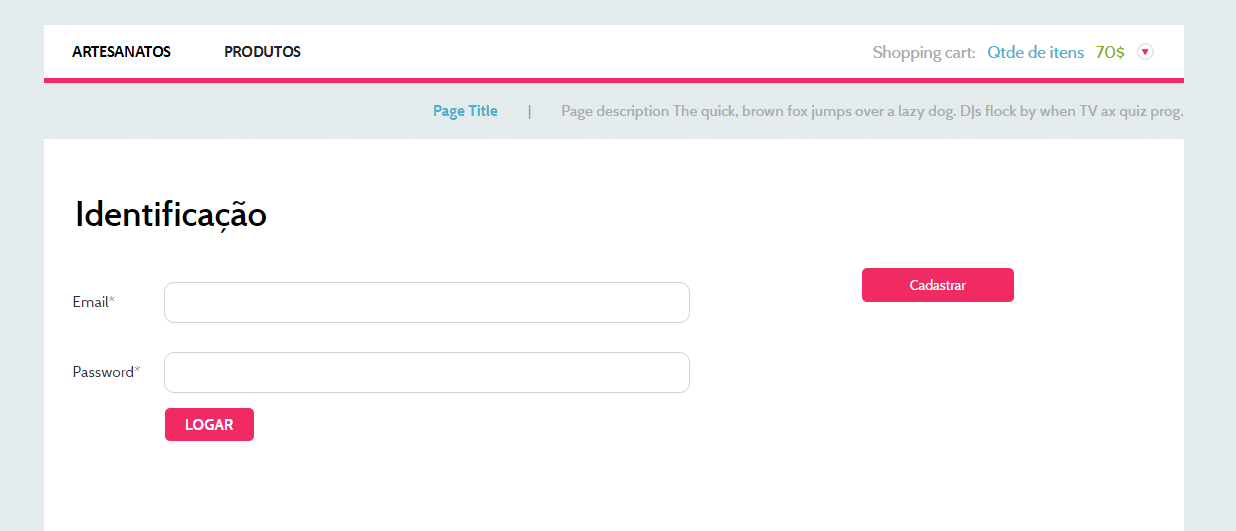 ARTESANATOS PRODUTOS Shopping cart: Qtde de itens 70$
Page Title | Page description The quick, brown fox jumps over a lazy dog. DJs flock by when TV ax quiz prog.
Identificação
Cadastrar
Email*
Password*
LOGAR